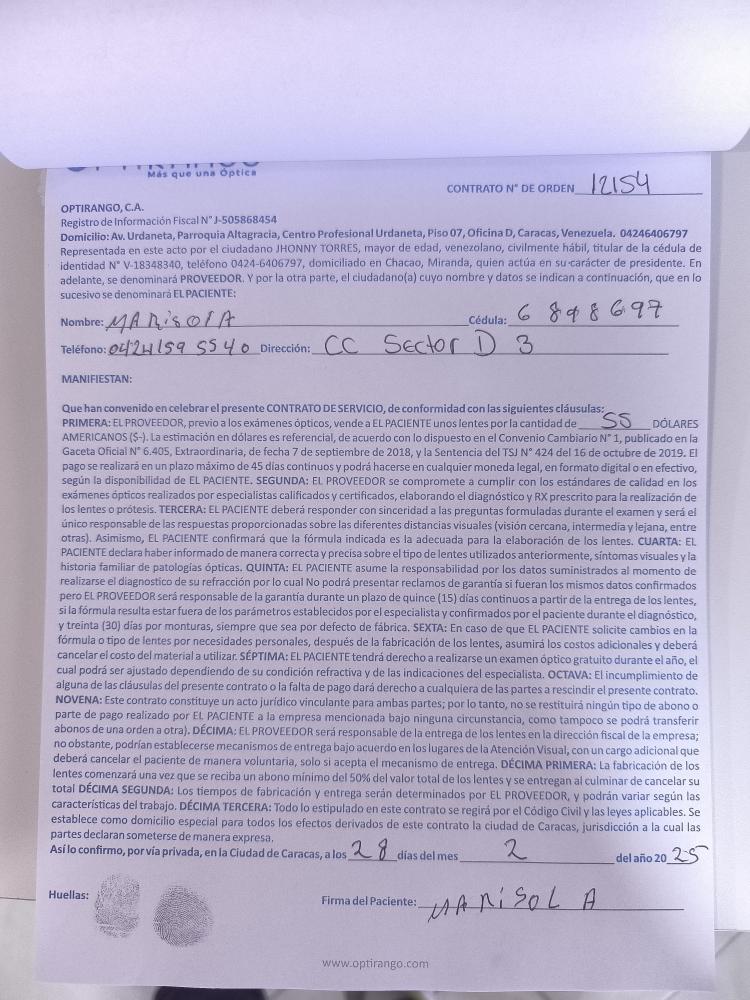 OPTIRANGO
Más que una Óptica
CONTRATO N° DE ORDEN 12154
OPTIRANGO, C.A.
Registro de Información Fiscal N° J-505868454
Domicilio: Av. Urdaneta, Parroquia Altagracia, Centro Profesional Urdaneta, Piso 07, Oficina D, Caracas, Venezuela. 04246406797
Representada en este acto por el ciudadano JHONNY TORRES, mayor de edad, venezolano, civilmente hábil, titular de la cédula de
identidad N° V-18348340, teléfono 0424-6406797, domiciliado en Chacao, Miranda, quien actúa en su carácter de presidente. En
adelante, se denominará PROVEEDOR. Y por la otra parte, el ciudadano(a) cuyo nombre y datos se indican a continuación, que en lo
sucesivo se denominará EL PACIENTE:
Nombre: MARisOl A Cédula: 6 898697
Teléfono: 0424159 5540 Dirección: CC Sector D 3
MANIFIESTAN:
Que han convenido en celebrar el presente CONTRATO DE SERVICIO, de conformidad con las siguientes cláusulas:
PRIMERA: EL PROVEEDOR, previo a los exámenes ópticos, vende a EL PACIENTE unos lentes por la cantidad de 55 DÓLARES
AMERICANOS ($-). La estimación en dólares es referencial, de acuerdo con lo dispuesto en el Convenio Cambiario N° 1, publicado en la
Gaceta Oficial N° 6.405, Extraordinaria, de fecha 7 de septiembre de 2018, y la Sentencia del TSJ N° 424 del 16 de octubre de 2019. El
pago se realizará en un plazo máximo de 45 días continuos y podrá hacerse en cualquier moneda legal, en formato digital o en efectivo,
según la disponibilidad de EL PACIENTE. SEGUNDA: EL PROVEEDOR se compromete a cumplir con los estándares de calidad en los
exámenes ópticos realizados por especialistas calificados y certificados, elaborando el diagnóstico y RX prescrito para la realización de
los lentes o prótesis. TERCERA: EL PACIENTE deberá responder con sinceridad a las preguntas formuladas durante el examen y será el
único responsable de las respuestas proporcionadas sobre las diferentes distancias visuales (visión cercana, intermedia y lejana, entre
otras). Asimismo, EL PACIENTE confirmará que la fórmula indicada es la adecuada para la elaboración de los lentes. CUARTA: EL
PACIENTE declara haber informado de manera correcta y precisa sobre el tipo de lentes utilizados anteriormente, síntomas visuales y la
historia familiar de patologías ópticas. QUINTA: EL PACIENTE asume la responsabilidad por los datos suministrados al momento de
realizarse el diagnostico de su refracción por lo cual No podrá presentar reclamos de garantía si fueran los mismos datos confirmados
pero EL PROVEEDOR será responsable de la garantía durante un plazo de quince (15) días continuos a partir de la entrega de los lentes,
si la fórmula resulta estar fuera de los parámetros establecidos por el especialista y confirmados por el paciente durante el diagnóstico,
y treinta (30) días por monturas, siempre que sea por defecto de fábrica. SEXTA: En caso de que EL PACIENTE solicite cambios en la
fórmula o tipo de lentes por necesidades personales, después de la fabricación de los lentes, asumirá los costos adicionales y deberá
cancelar el costo del material a utilizar. SÉPTIMA: EL PACIENTE tendrá derecho a realizarse un examen óptico gratuito durante el año, el
cual podrá ser ajustado dependiendo de su condición refractiva y de las indicaciones del especialista. OCTAVA: El incumplimiento de
alguna de las cláusulas del presente contrato o la falta de pago dará derecho a cualquiera de las partes a rescindir el presente contrato.
NOVENA: Este contrato constituye un acto jurídico vinculante para ambas partes; por lo tanto, no se restituirá ningún tipo de abono o
parte de pago realizado por EL PACIENTE a la empresa mencionada bajo ninguna circunstancia, como tampoco se podrá transferir
abonos de una orden a otra). DÉCIMA: EL PROVEEDOR será responsable de la entrega de los lentes en la dirección fiscal de la empresa;
no obstante, podrían establecerse mecanismos de entrega bajo acuerdo en los lugares de la Atención Visual, con un cargo adicional que
deberá cancelar el paciente de manera voluntaria, solo si acepta el mecanismo de entrega. DÉCIMA PRIMERA: La fabricación de los
lentes comenzará una vez que se reciba un abono mínimo del 50% del valor total de los lentes y se entregan al culminar de cancelar su
total DÉCIMA SEGUNDA: Los tiempos de fabricación y entrega serán determinados por EL PROVEEDOR, y podrán variar según las
características del trabajo. DÉCIMA TERCERA: Todo lo estipulado en este contrato se regirá por el Código Civil y las leyes aplicables. Se
establece como domicilio especial para todos los efectos derivados de este contrato la ciudad de Caracas, jurisdicción a la cual las
partes declaran someterse de manera expresa.
Así lo confirmo, por vía privada, en la Ciudad de Caracas, a los 28 días del mes 2 del año 20 25
Huellas: Firma del Paciente: MARISOL A
www.optirango.com